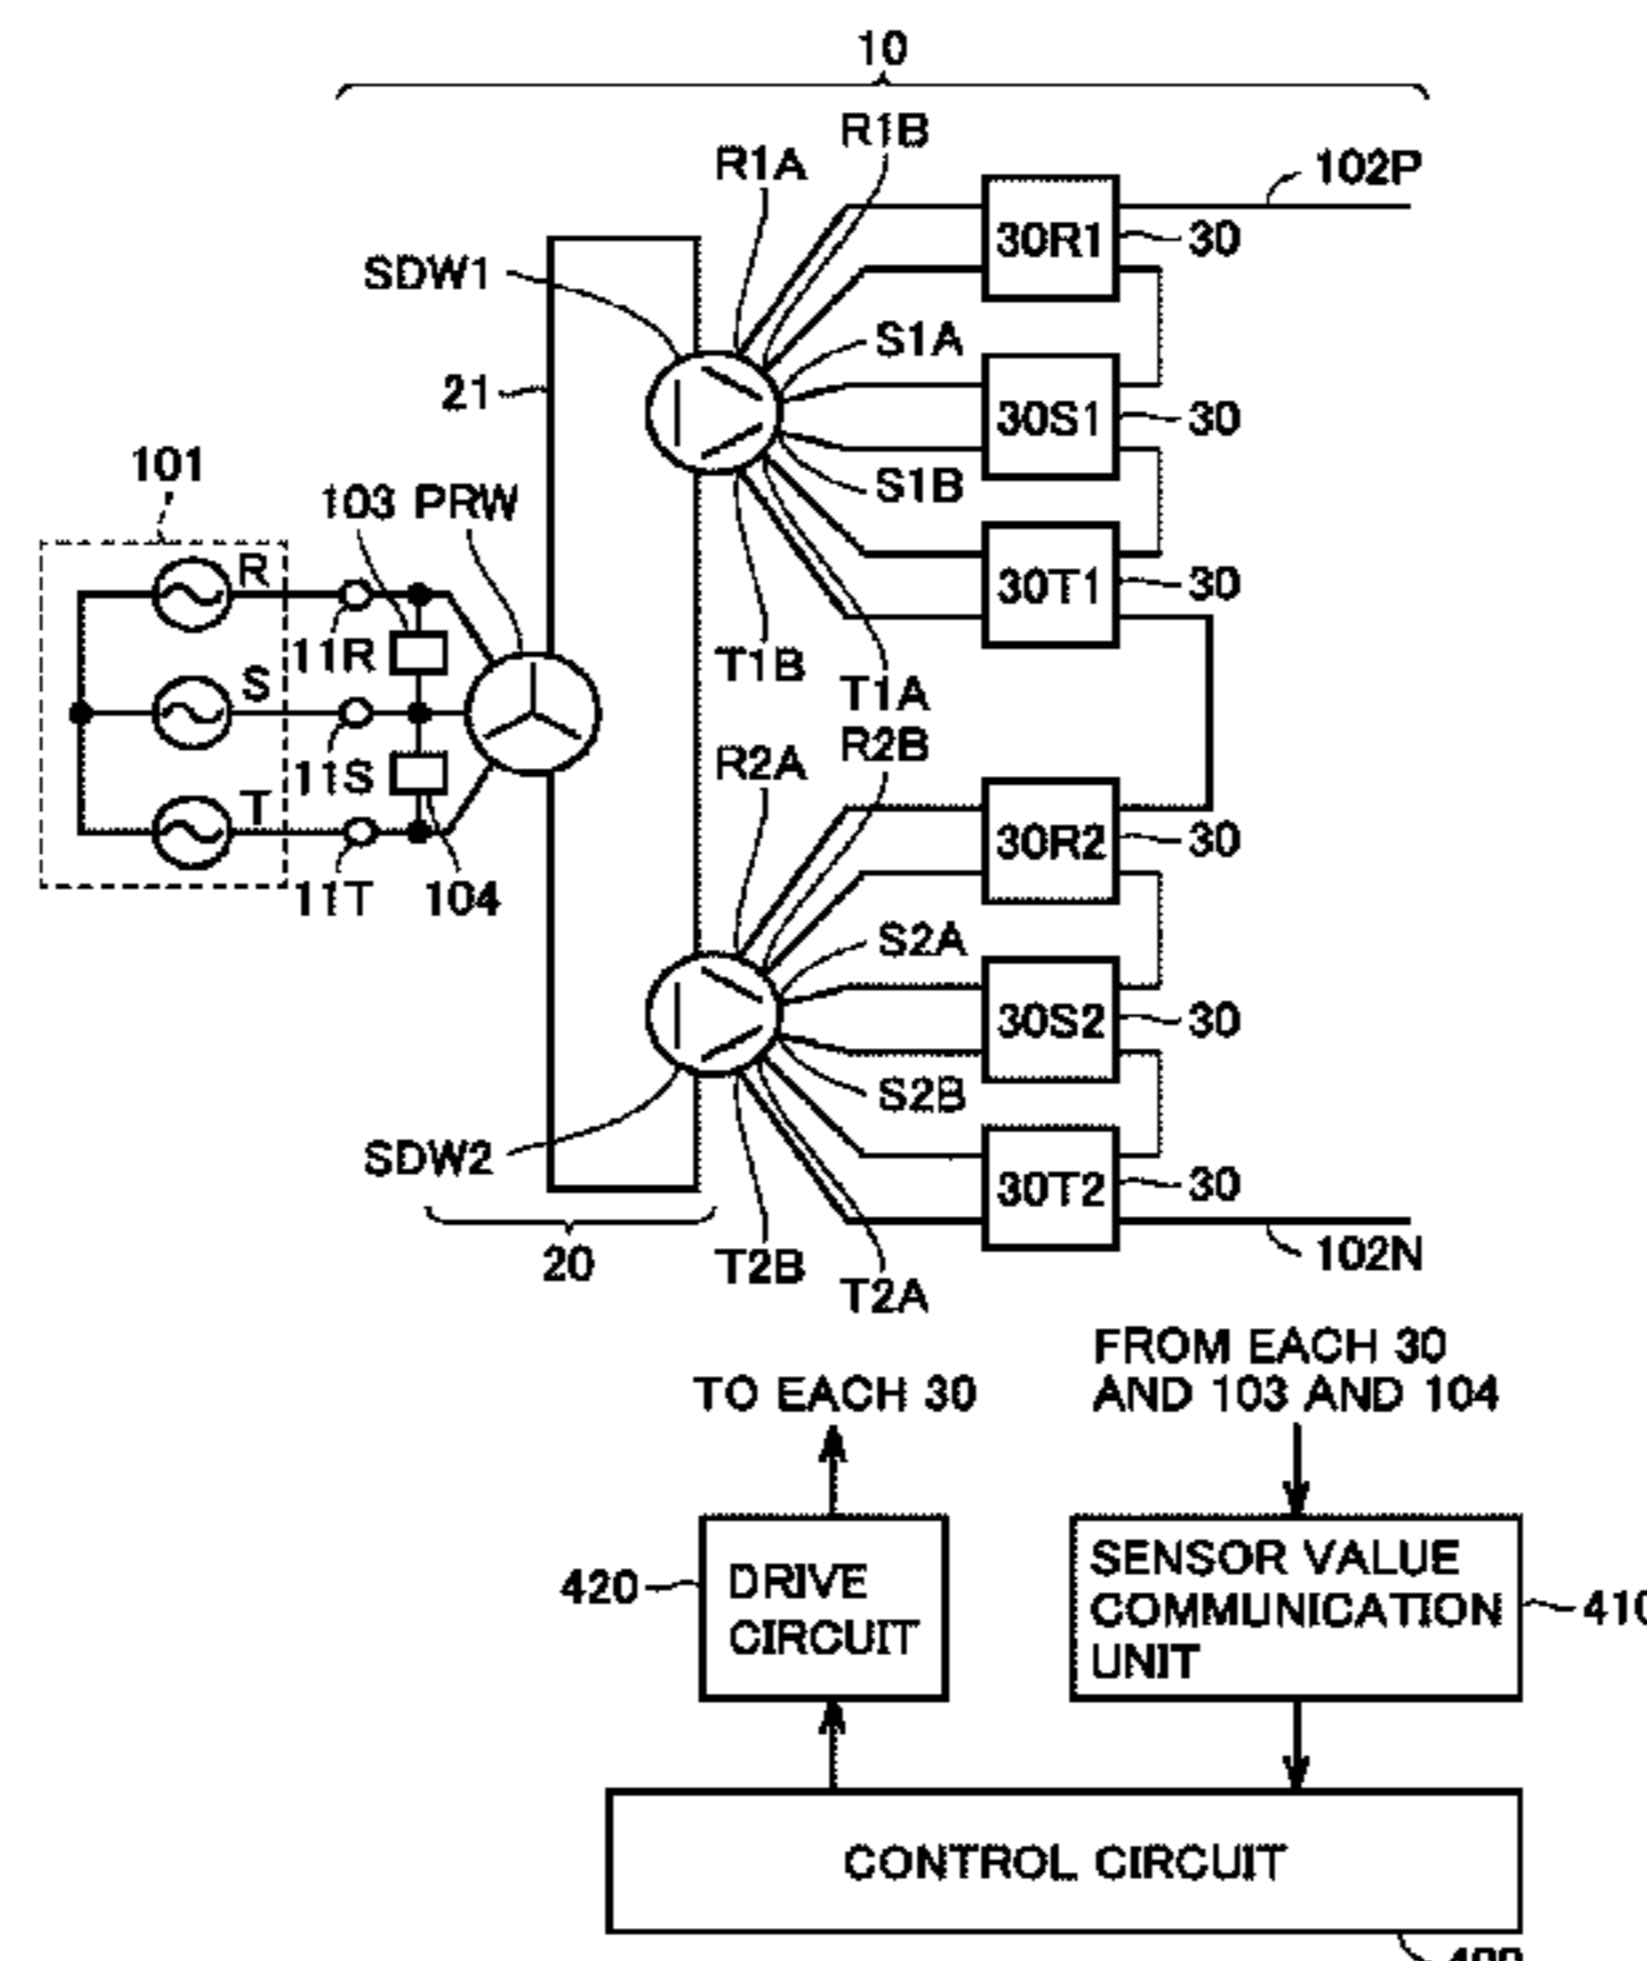 10
R1B
R1A
102P
30R1
30
SDW1
S1A
21
30S1
30
101
S1B
103 PRW
R
30T1
30
11R
T1B
S
T1A
R2A
R2B
11S
T
30R2
30
11T
104
S2A
30S2
30
S2B
SDW2
30T2
30
20
T2B
102N
T2A
FROM EACH 30
TO EACH 30
AND 103 AND 104
420
DRIVE
CIRCUIT
SENSOR VALUE
COMMUNICATION
UNIT
410
CONTROL CIRCUIT